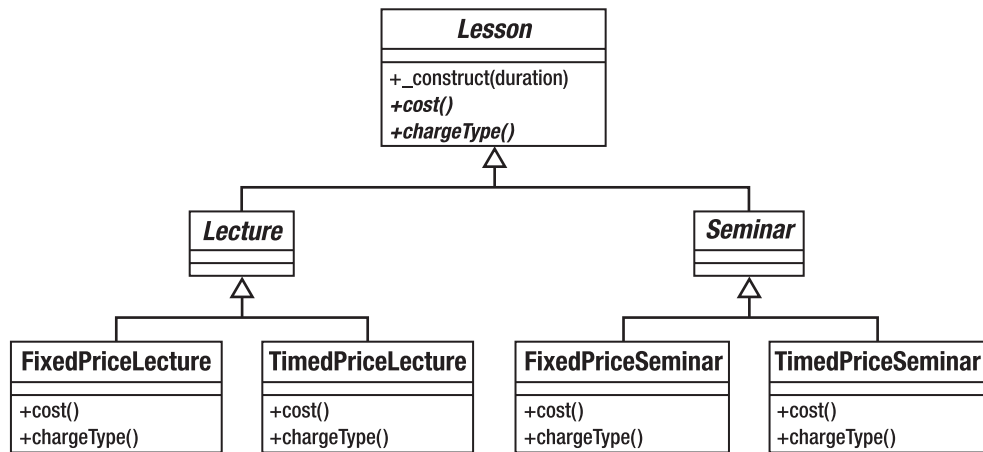 Lesson
+_construct(duration)
+cost()
+chargeType()
Lecture
Seminar
FixedPriceLecture
+cost()
+chargeType()
TimedPriceLecture
+cost()
+chargeType()
FixedPriceSeminar
+cost()
+chargeType()
TimedPriceSeminar
+cost()
+chargeType()